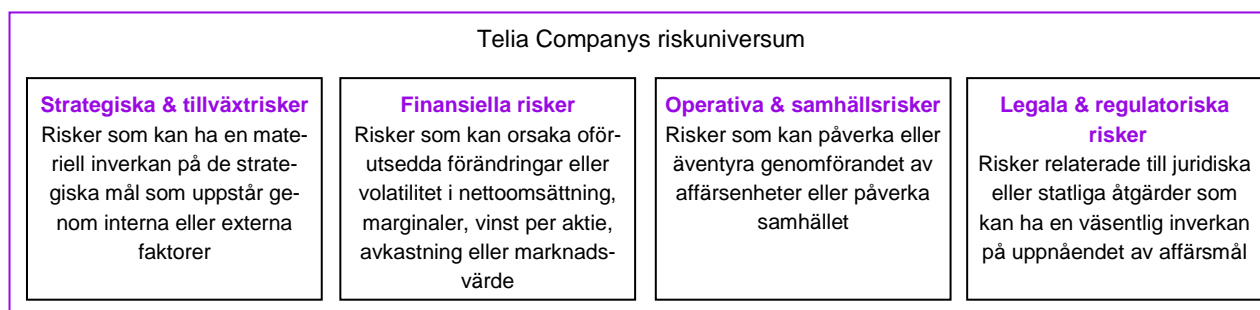 Telia Companys riskuniversum
Strategiska & tillväxtrisker
Risker som kan ha en mate-
riell inverkan på de strate-
giska mål som uppstår ge-
nom interna eller externa
faktorer
Finansiella risker
Risker som kan orsaka oför-
utsedda förändringar eller
volatilitet i nettoomsättning,
marginaler, vinst per aktie,
avkastning eller marknads-
värde
Operativa & samhällsrisker
Risker som kan påverka eller
äventyra genomförandet av
affärsenheter eller påverka
samhället
Legala & regulatoriska
risker
Risker relaterade till juridiska
eller statliga åtgärder som
kan ha en väsentlig inverkan
på uppnåendet av affärsmål